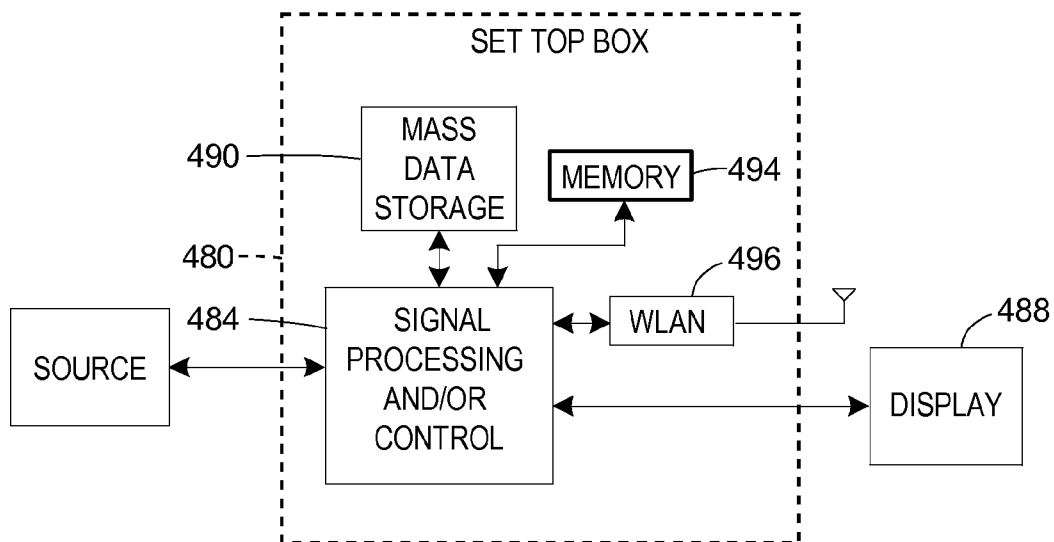 SET TOP BOX
490
MASS
DATA
STORAGE
MEMORY
494
480
496
484
SIGNAL
PROCESSING
AND/OR
CONTROL
WLAN
488
SOURCE
DISPLAY